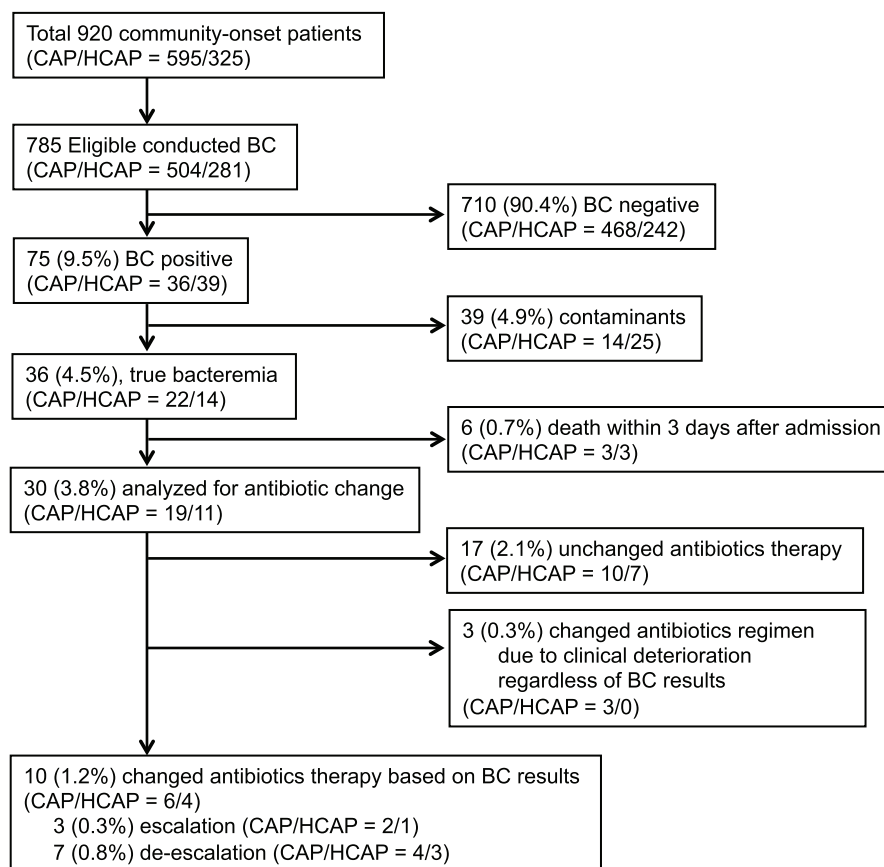 Total 920 community-onset patients
(CAP/HCAP = 595/325)
785 Eligible conducted BC
(CAP/HCAP = 504/281)
710 (90.4%) BC negative
(CAP/HCAP = 468/242)
75 (9.5%) BC positive
(CAP/HCAP = 36/39)
39 (4.9%) contaminants
(CAP/HCAP = 14/25)
36 (4.5%), true bacteremia
(CAP/HCAP = 22/14)
6 (0.7%) death within 3 days after admission
(CAP/HCAP = 3/3)
30 (3.8%) analyzed for antibiotic change
(CAP/HCAP = 19/11)
17 (2.1%) unchanged antibiotics therapy
(CAP/HCAP = 10/7)
3 (0.3%) changed antibiotics regimen
due to clinical deterioration
regardless of BC results
(CAP/HCAP = 3/0)
10 (1.2%) changed antibiotics therapy based on BC results
(CAP/HCAP = 6/4)
3 (0.3%) escalation (CAP/HCAP = 2/1)
7 (0.8%) de-escalation (CAP/HCAP = 4/3)